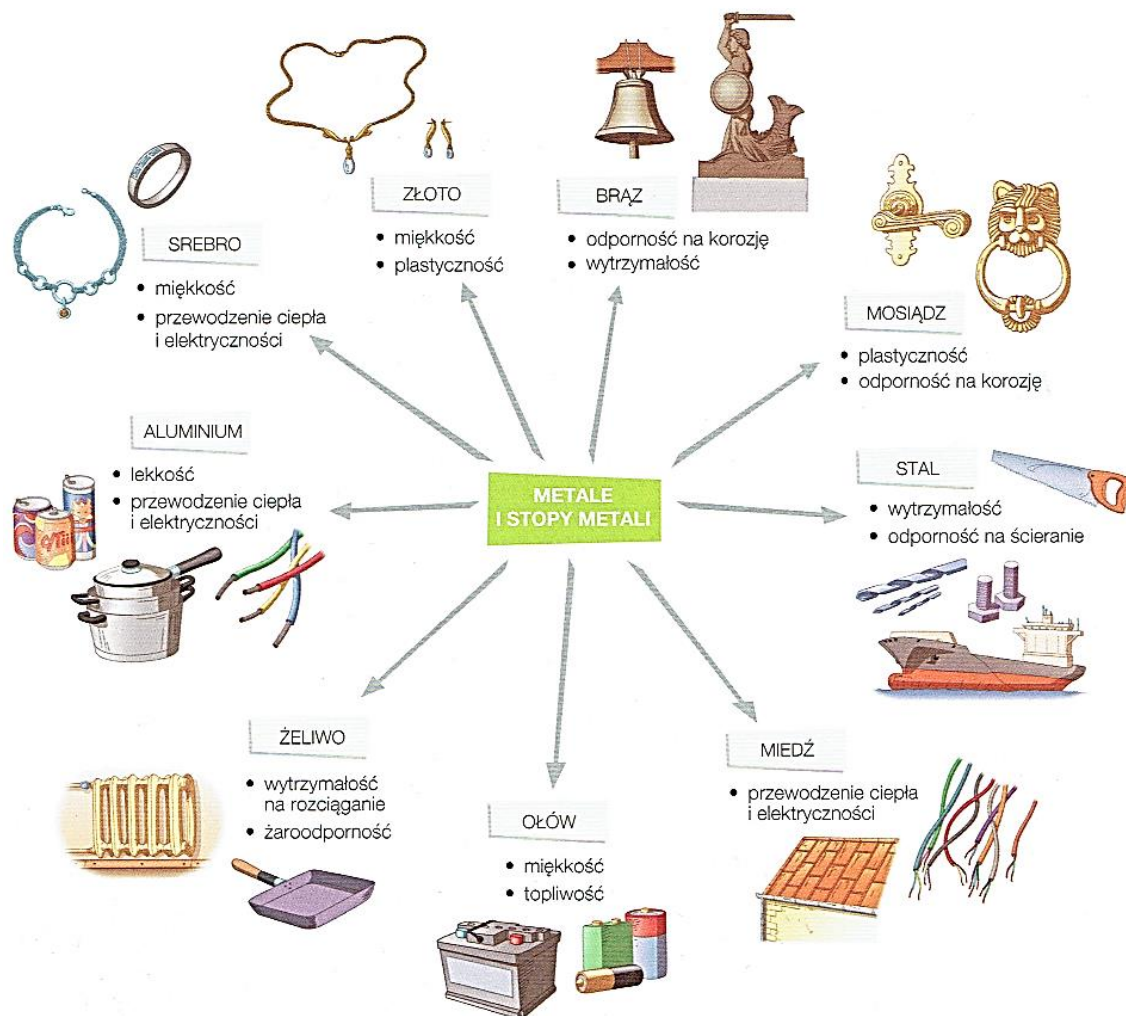 ZŁOTO
• miękkość
• plastyczność
BRĄZ
• odporność na korozję
• wytrzymałość
SREBRO
• miękkość
• przewodzenie ciepła
i elektryczności
MOSIĄDZ
• plastyczność
• odporność na korozję
ALUMINIUM
• lekkość
• przewodzenie ciepła
i elektryczności
METALE
I STOPY METALI
STAL
• wytrzymałość
• odporność na ścieranie
ŻELIWO
• wytrzymałość
na rozciąganie
• żaroodporność
OŁÓW
• miękkość
• topliwość
MIEDŹ
• przewodzenie ciepła
i elektryczności